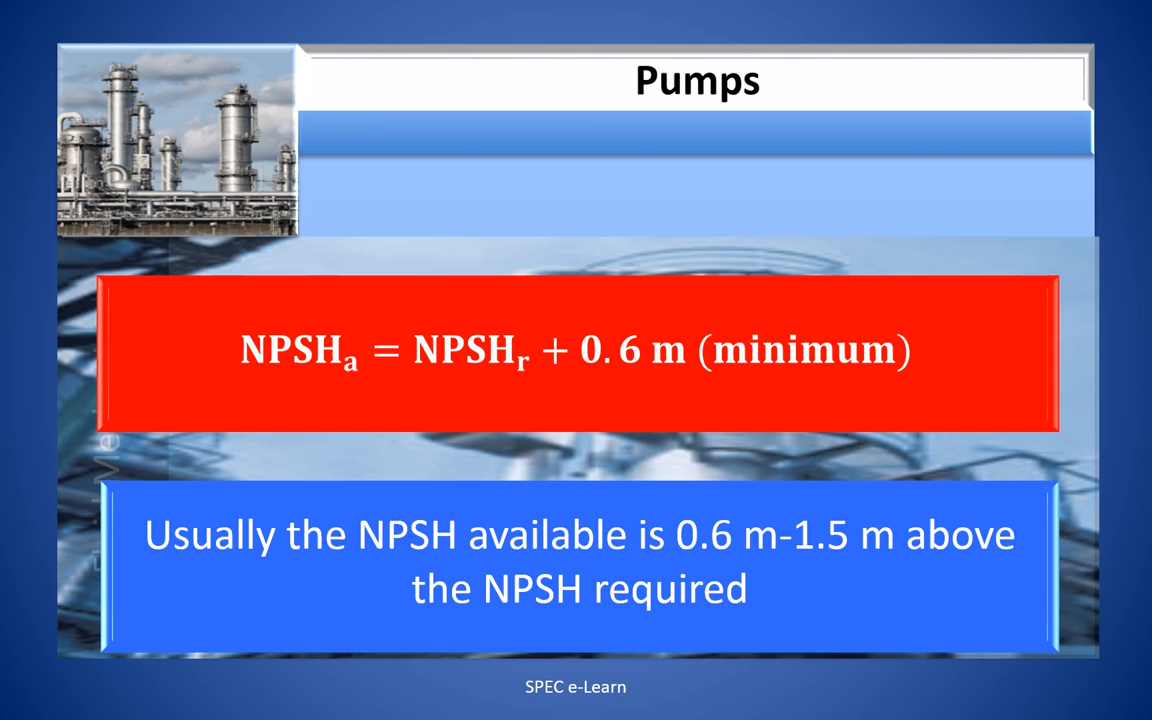 Pumps
NPSHa = NPSHr + 0.6 m (minimum)
Usually the NPSH available is 0.6 m-1.5 m above
the NPSH required
SPEC e-Learn